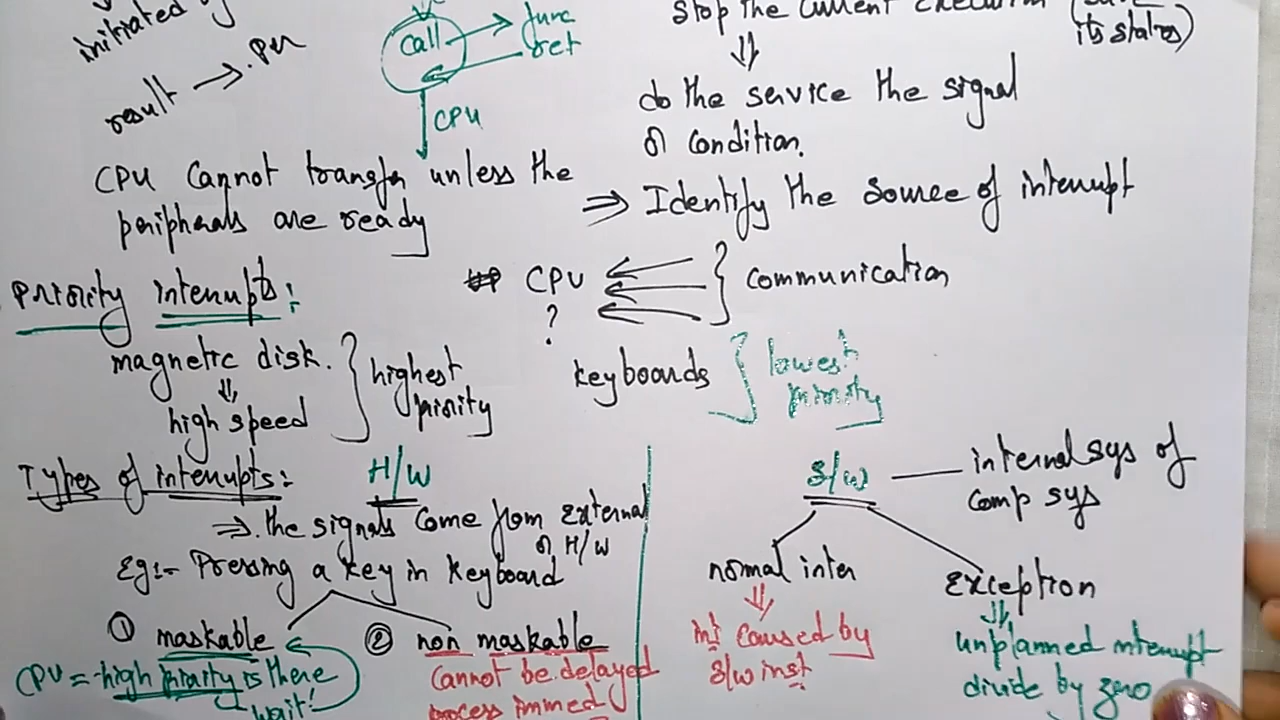 initiated
result → per
call → func
ret
CPU
CPU cannot transfer unless the
peripherals are ready
stop the current
its states)
do the service the signal
or condition.
⇒ Identify the source of interrupt
Priority interrupts:
CPU
?
communication
magnetic disk.
⇓
high speed
highest
priority
keyboards
lowest
priority
Types of interrupts:
H/W
⇒ the signals come from external
or H/W
Eg:- Pressing a key in keyboard
① maskable
CPU = high priority is there
wait!
② non maskable
cannot be delayed
process immed
S/W — internal sys of
comp sys
normal inter
⇓
int caused by
S/W inst
Exception
⇓
unplanned interrupt
divide by zero